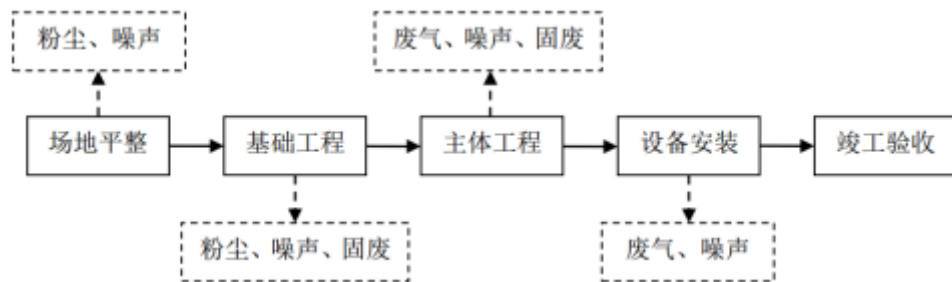 粉尘、噪声
废气、噪声、固废
场地平整
基础工程
主体工程
设备安装
竣工验收
粉尘、噪声、固废
废气、噪声